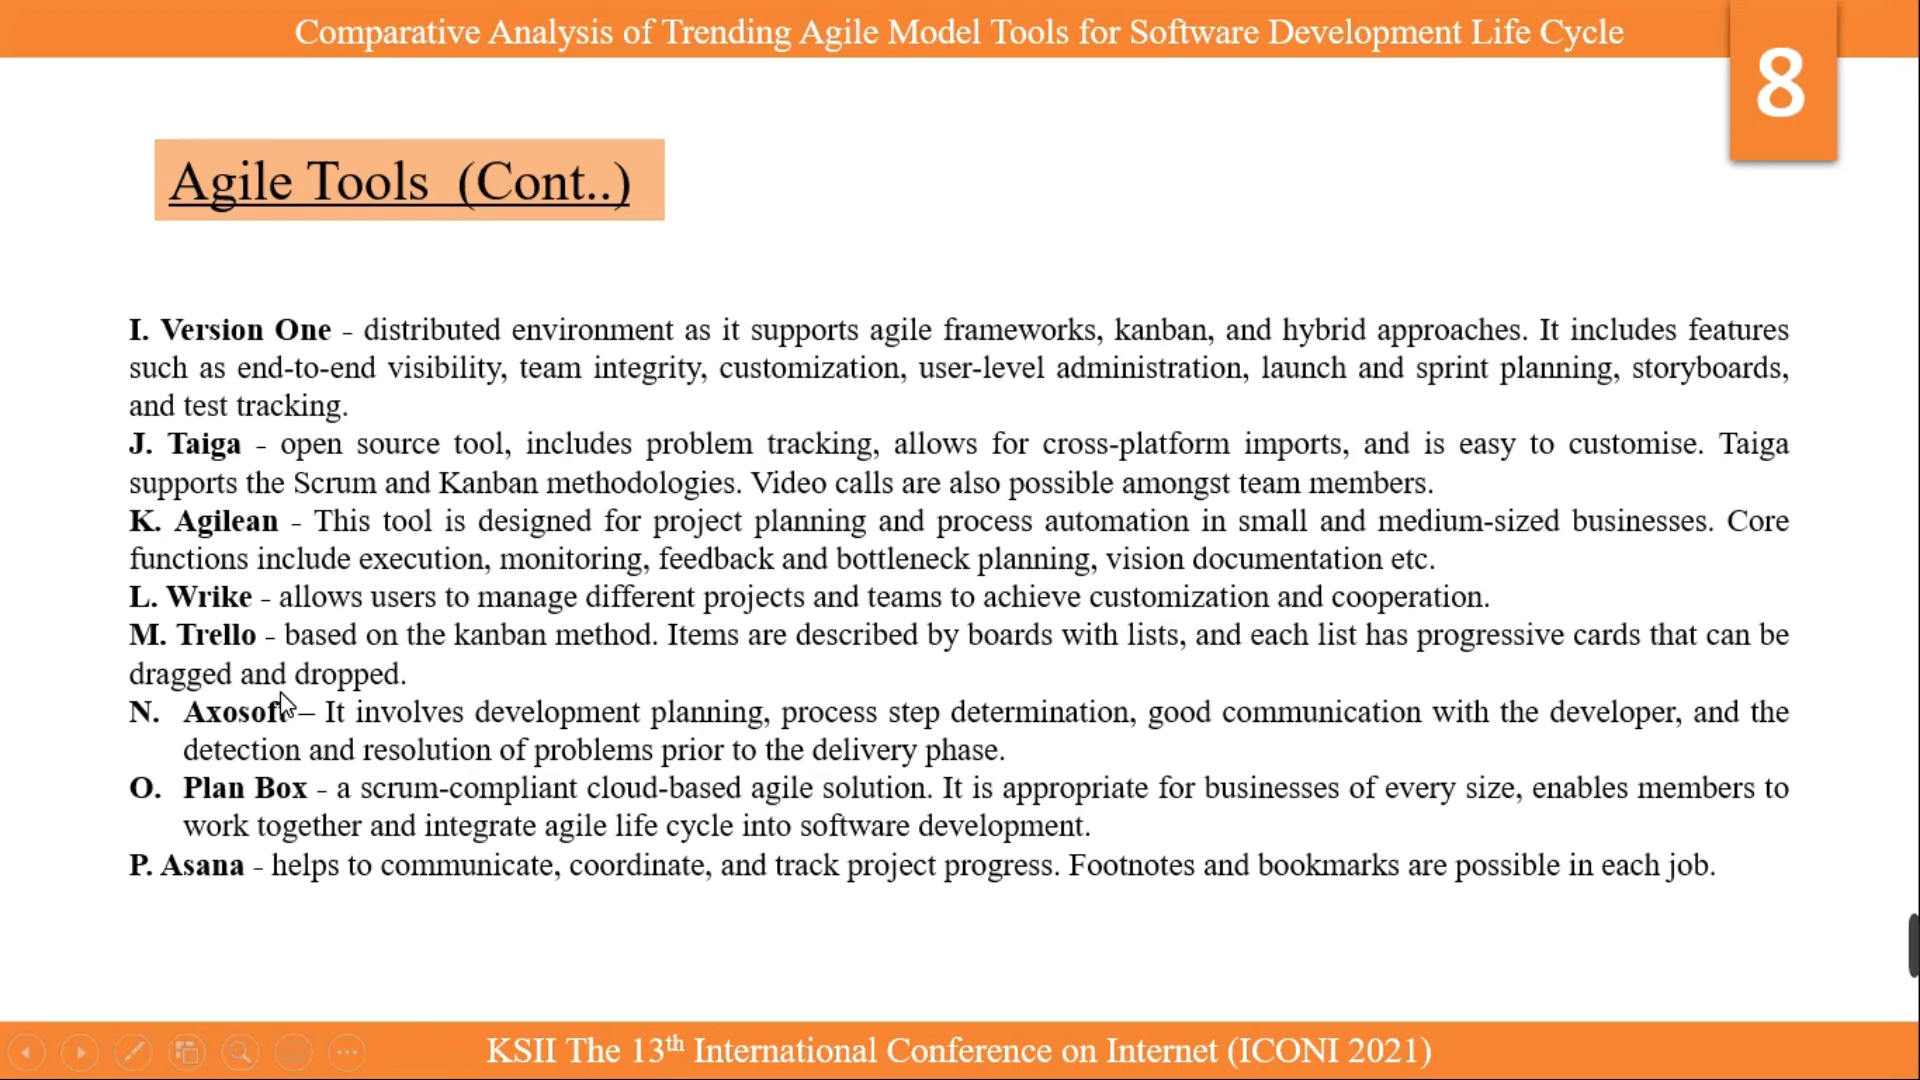 Comparative Analysis of Trending Agile Model Tools for Software Development Life Cycle
8
Agile Tools (Cont..)
I. Version One - distributed environment as it supports agile frameworks, kanban, and hybrid approaches. It includes features
such as end-to-end visibility, team integrity, customization, user-level administration, launch and sprint planning, storyboards,
and test tracking.
J. Taiga - open source tool, includes problem tracking, allows for cross-platform imports, and is easy to customise. Taiga
supports the Scrum and Kanban methodologies. Video calls are also possible amongst team members.
K. Agilean - This tool is designed for project planning and process automation in small and medium-sized businesses. Core
functions include execution, monitoring, feedback and bottleneck planning, vision documentation etc.
L. Wrike - allows users to manage different projects and teams to achieve customization and cooperation.
M. Trello - based on the kanban method. Items are described by boards with lists, and each list has progressive cards that can be
dragged and dropped.
N. Axosoft – It involves development planning, process step determination, good communication with the developer, and the
detection and resolution of problems prior to the delivery phase.
O. Plan Box - a scrum-compliant cloud-based agile solution. It is appropriate for businesses of every size, enables members to
work together and integrate agile life cycle into software development.
P. Asana - helps to communicate, coordinate, and track project progress. Footnotes and bookmarks are possible in each job.
KSII The 13th International Conference on Internet (ICONI 2021)